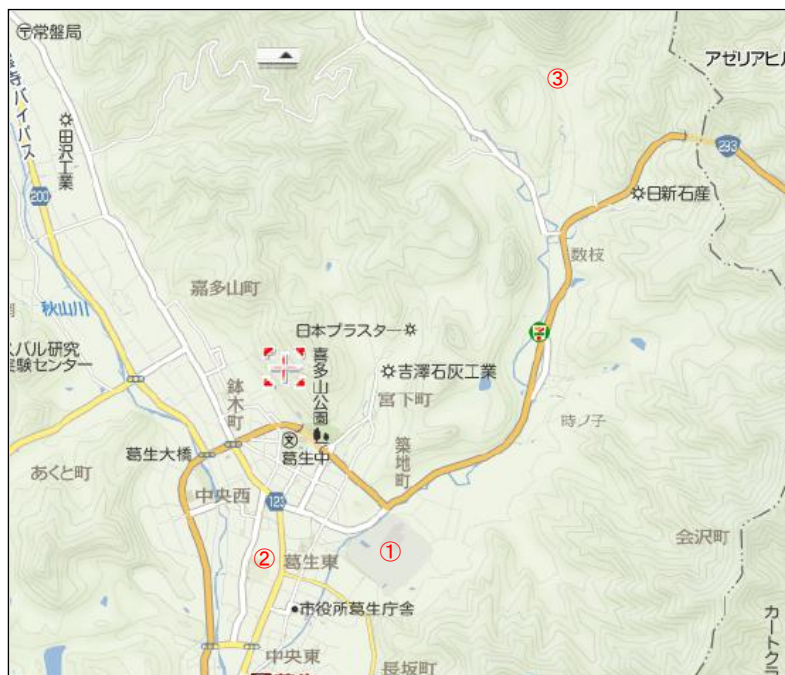 〒常盤局
バイパス
田沢工業
200
③
アゼリアヒル
293
日新石産
数枝
嘉多山町
秋山川
日本プラスター
バル研究
験センター
喜多山公園
吉澤石灰工業
宮下町
鉢木町
時ノ子
築地町
葛生大橋
文
葛生中
あくと町
中央西
123
①
②
葛生東
会沢町
市役所葛生庁舎
中央東
長坂町
カートクラ